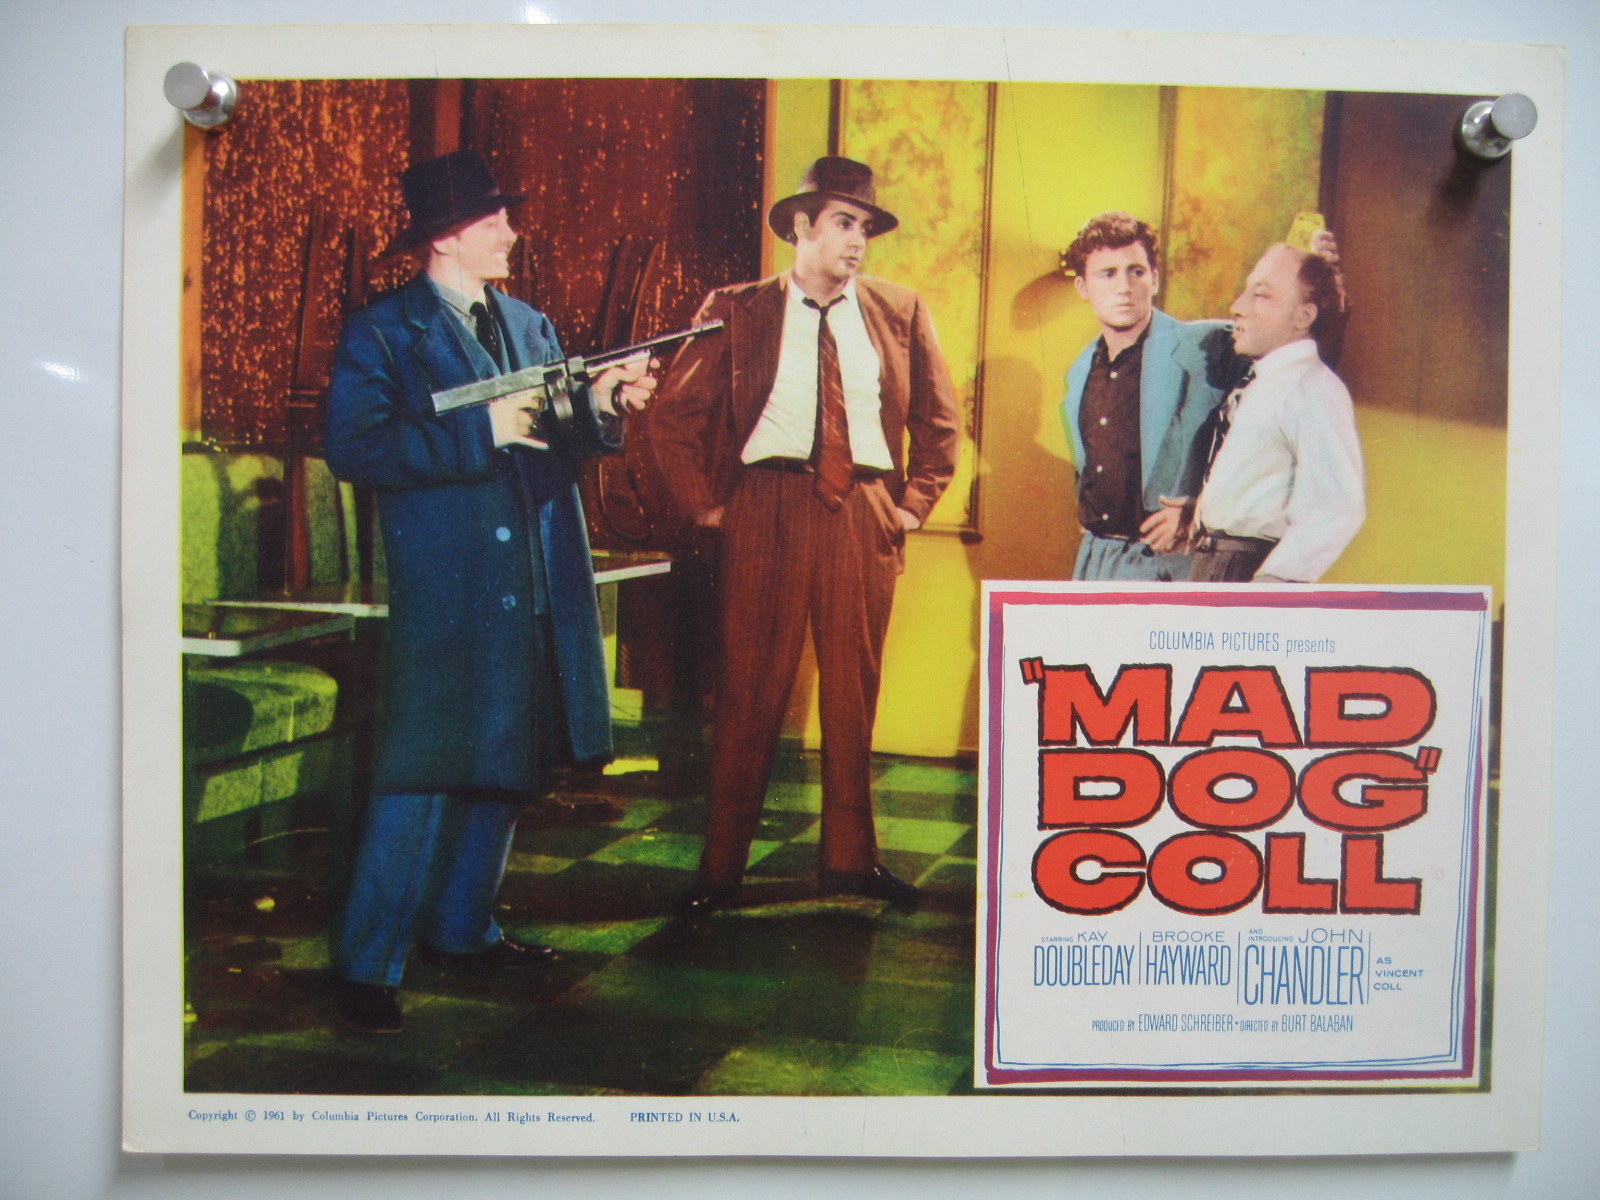 COLUMBIA PICTURES presents
"MAD
DOG"
COLL
STARRING KAY DOUBLEDAY
BROOKE HAYWARD
AND INTRODUCING JOHN CHANDLER
AS VINCENT COLL
PRODUCED BY EDWARD SCHREIBER • DIRECTED BY BURT BALABAN
Copyright © 1961 by Columbia Pictures Corporation. All Rights Reserved. PRINTED IN U.S.A.